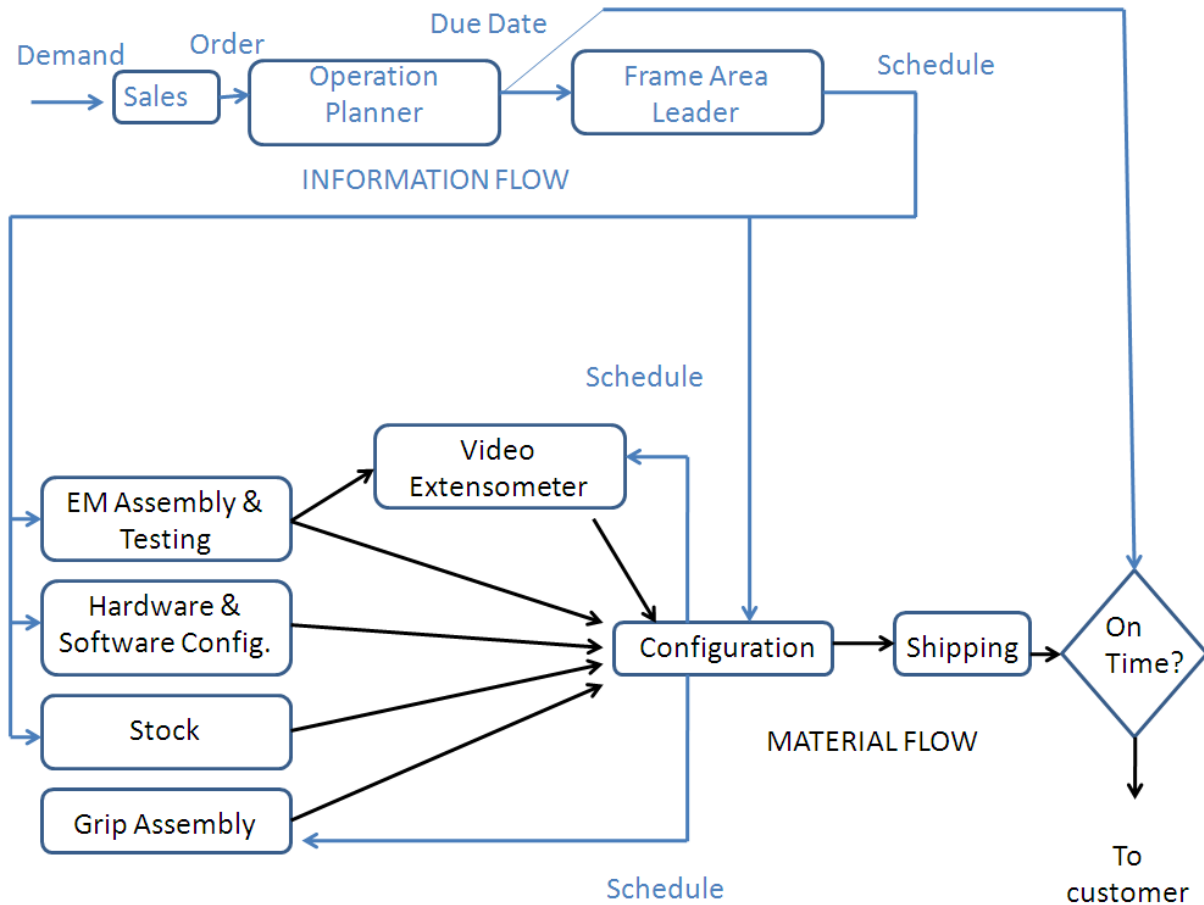 Due Date
Order
Demand
Sales
Operation
Planner
Frame Area
Leader
Schedule
INFORMATION FLOW
Schedule
Video
Extensometer
EM Assembly &
Testing
Hardware &
Software Config.
Stock
Grip Assembly
Configuration
Shipping
On
Time?
MATERIAL FLOW
Schedule
To
customer